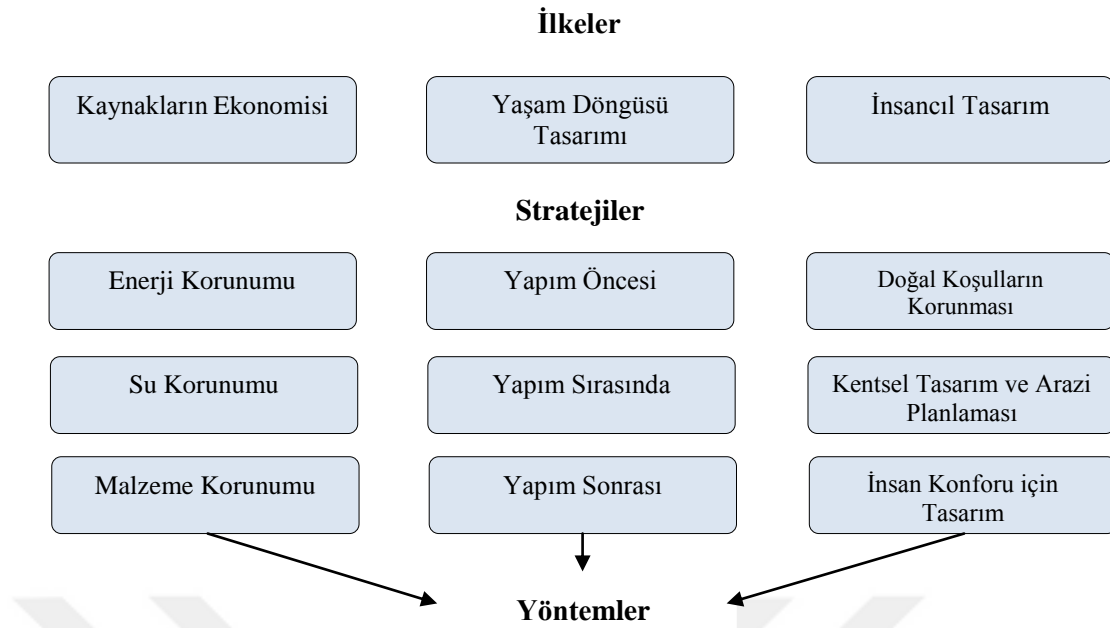 İlkeler
Kaynakların Ekonomisi
Yaşam Döngüsü
Tasarımı
İnsancıl Tasarım
Stratejiler
Enerji Korunumu
Yapım Öncesi
Doğal Koşulların
Korunması
Su Korunumu
Yapım Sırasında
Kentsel Tasarım ve Arazi
Planlaması
Malzeme Korunumu
Yapım Sonrası
İnsan Konforu için
Tasarım
Yöntemler